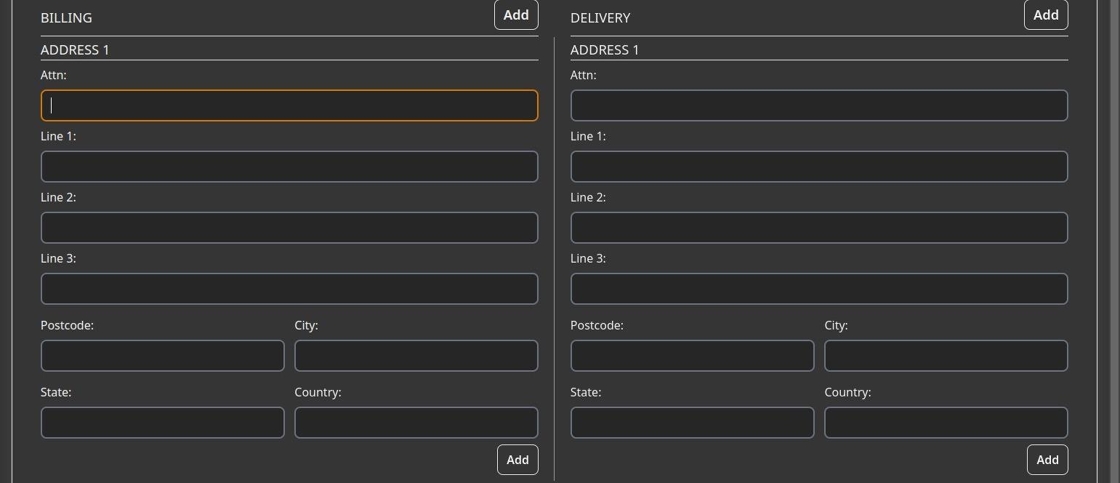 BILLING
Add
ADDRESS 1
Attn:
Line 1:
Line 2:
Line 3:
Postcode:
City:
State:
Country:
Add
DELIVERY
Add
ADDRESS 1
Attn:
Line 1:
Line 2:
Line 3:
Postcode:
City:
State:
Country:
Add